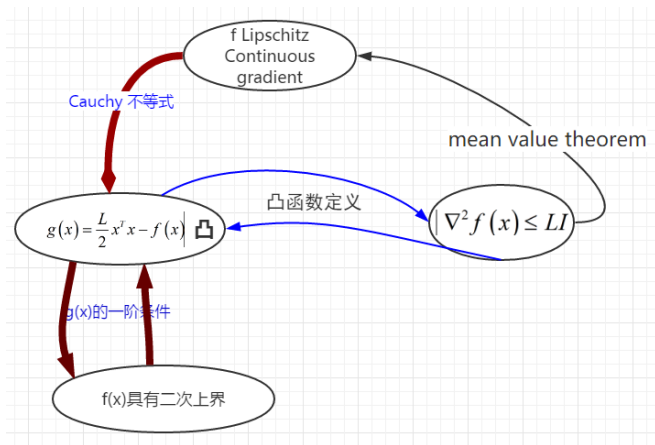 f Lipschitz
Continuous
gradient
Cauchy 不等式
mean value theorem
凸函数定义
g(x)=\frac{L}{2}x^T x-f(x)| 凸
|∇²f(x)≤LI
g(x)的一阶条件
f(x)具有二次上界